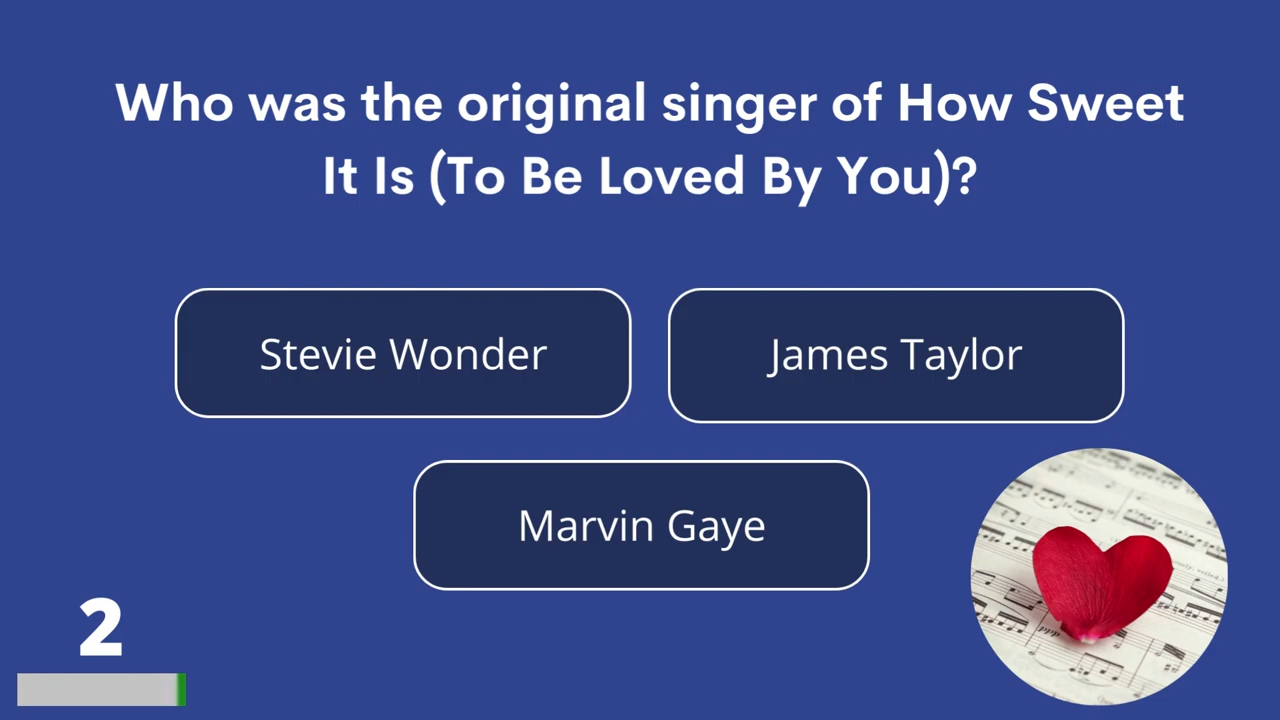 Who was the original singer of How Sweet
It Is (To Be Loved By You)?
Stevie Wonder
James Taylor
Marvin Gaye
ppp
2